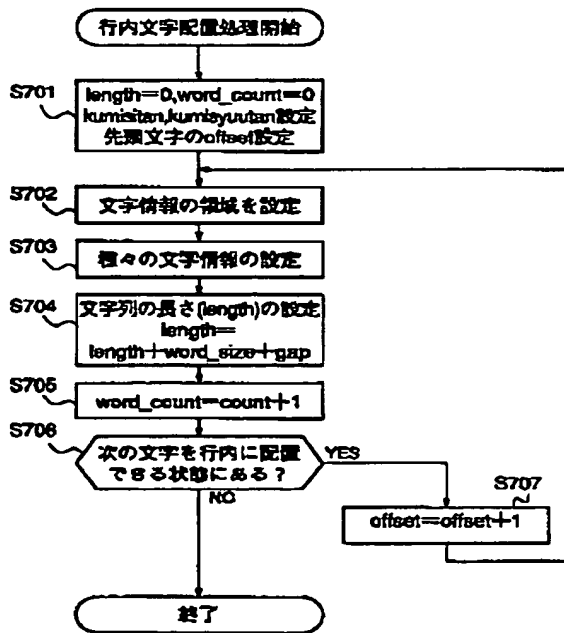 行内文字配置処理開始
S701
length=0,word_count=0
kumisitan,kumisyuutan設定
先頭文字のoffset設定
S702
文字情報の領域を設定
S703
種々の文字情報の設定
S704
文字列の長さ(length)の設定
length=
length+word_size+gap
S705
word_count=count+1
S706
次の文字を行内に配置
できる状態にある？
YES
NO
S707
offset=offset+1
終了